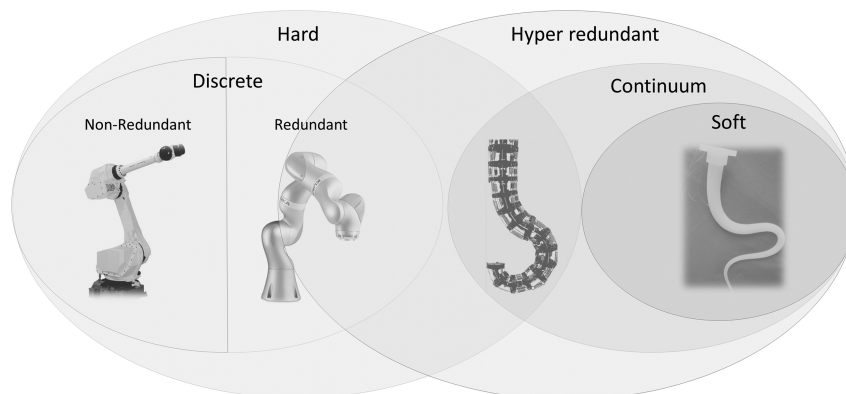 Hard
Hyper redundant
Discrete
Continuum
Non-Redundant
Redundant
Soft